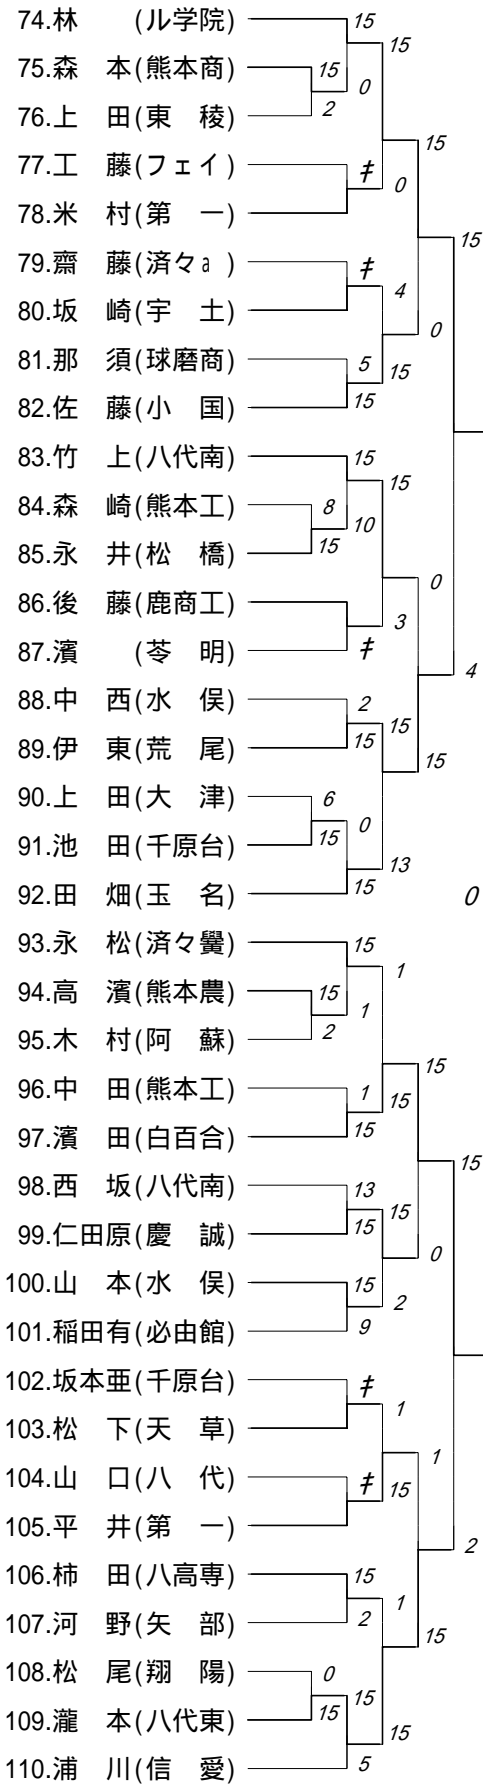 74.林　　(ル学院)
15
15
75.森　本(熊本商)
15
0
76.上　田(東　稜)
2
15
77.工　藤(フェイ)
キ
0
78.米　村(第　一)
15
79.齋　藤(済々a )
キ
4
80.坂　崎(宇　土)
0
81.那　須(球磨商)
5
15
82.佐　藤(小　国)
15
83.竹　上(八代南)
15
15
84.森　崎(熊本工)
8
10
85.永　井(松　橋)
15
0
86.後　藤(鹿商工)
3
87.濱　　(苓　明)
キ
4
88.中　西(水　俣)
2
15
89.伊　東(荒　尾)
15
15
90.上　田(大　津)
6
0
91.池　田(千原台)
15
13
92.田　畑(玉　名)
15
0
93.永　松(済々黌)
15
1
94.高　濱(熊本農)
15
1
95.木　村(阿　蘇)
2
15
96.中　田(熊本工)
1
15
97.濱　田(白百合)
15
15
98.西　坂(八代南)
13
15
99.仁田原(慶　誠)
15
0
100.山　本(水　俣)
15
2
101.稲田有(必由館)
9
102.坂本亜(千原台)
キ
1
103.松　下(天　草)
1
104.山　口(八　代)
キ
15
105.平　井(第　一)
2
106.柿　田(八高専)
15
1
107.河　野(矢　部)
2
15
108.松　尾(翔　陽)
0
15
109.瀧　本(八代東)
15
15
110.浦　川(信　愛)
5